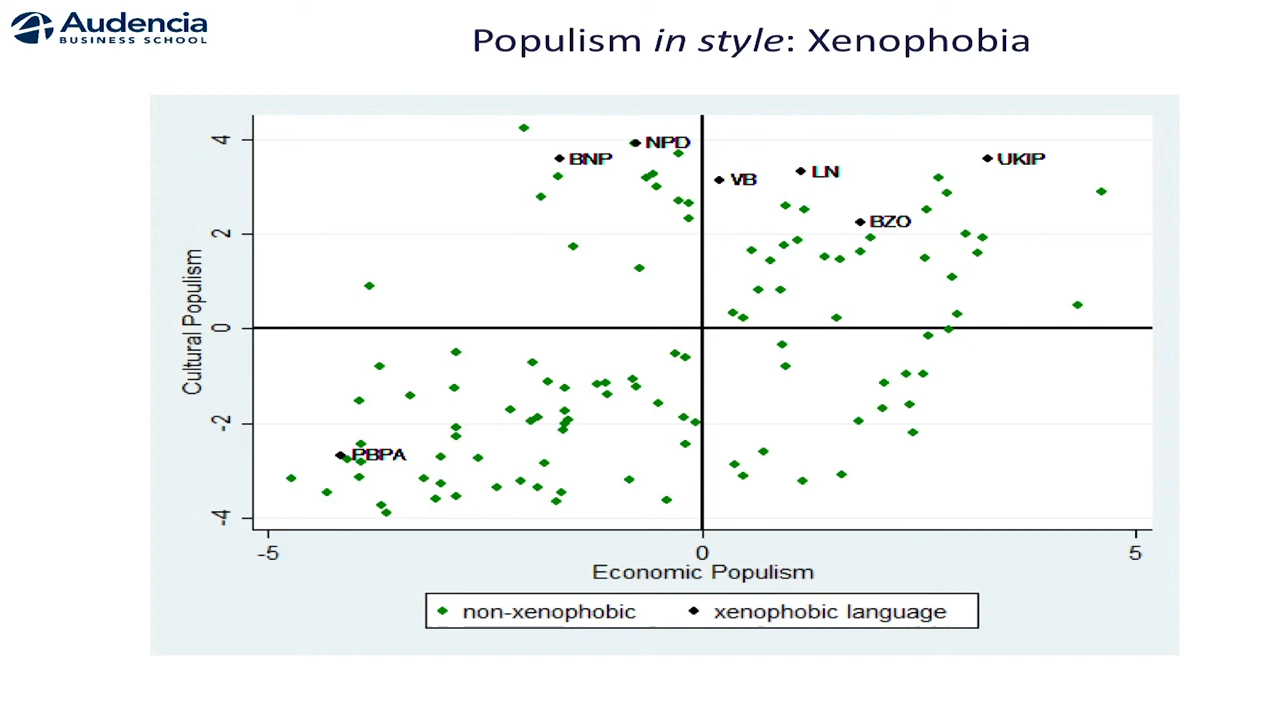 Audencia
BUSINESS SCHOOL
Populism in style: Xenophobia
4
2
0
-2
-4
Cultural Populism
NPD
BNP
UKIP
LN
VB
BZO
PBPA
-5
0
5
Economic Populism
non-xenophobic
xenophobic language